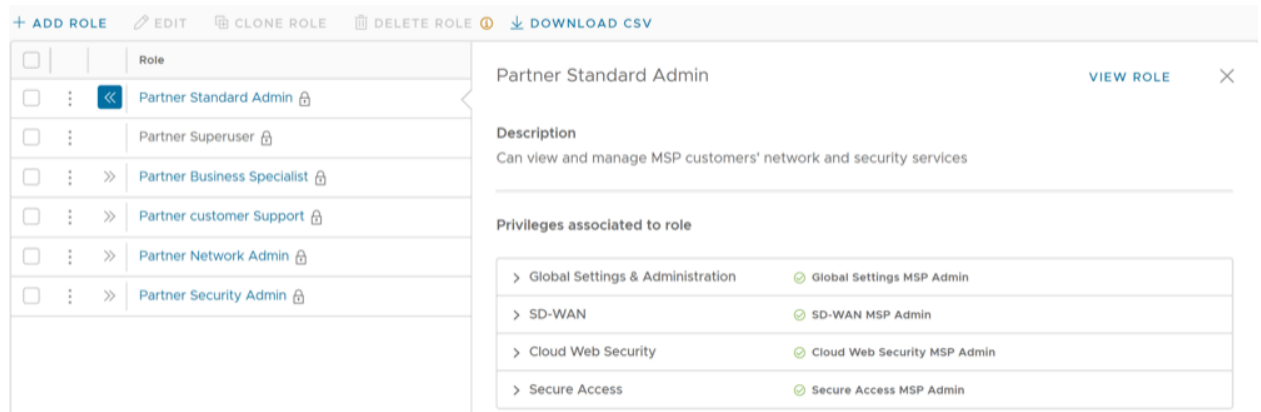 + ADD ROLE EDIT CLONE ROLE DELETE ROLE DOWNLOAD CSV
Role
Partner Standard Admin
Partner Superuser
Partner Business Specialist
Partner customer Support
Partner Network Admin
Partner Security Admin
Partner Standard Admin VIEW ROLE
Description
Can view and manage MSP customers' network and security services
Privileges associated to role
Global Settings & Administration Global Settings MSP Admin
SD-WAN SD-WAN MSP Admin
Cloud Web Security Cloud Web Security MSP Admin
Secure Access Secure Access MSP Admin